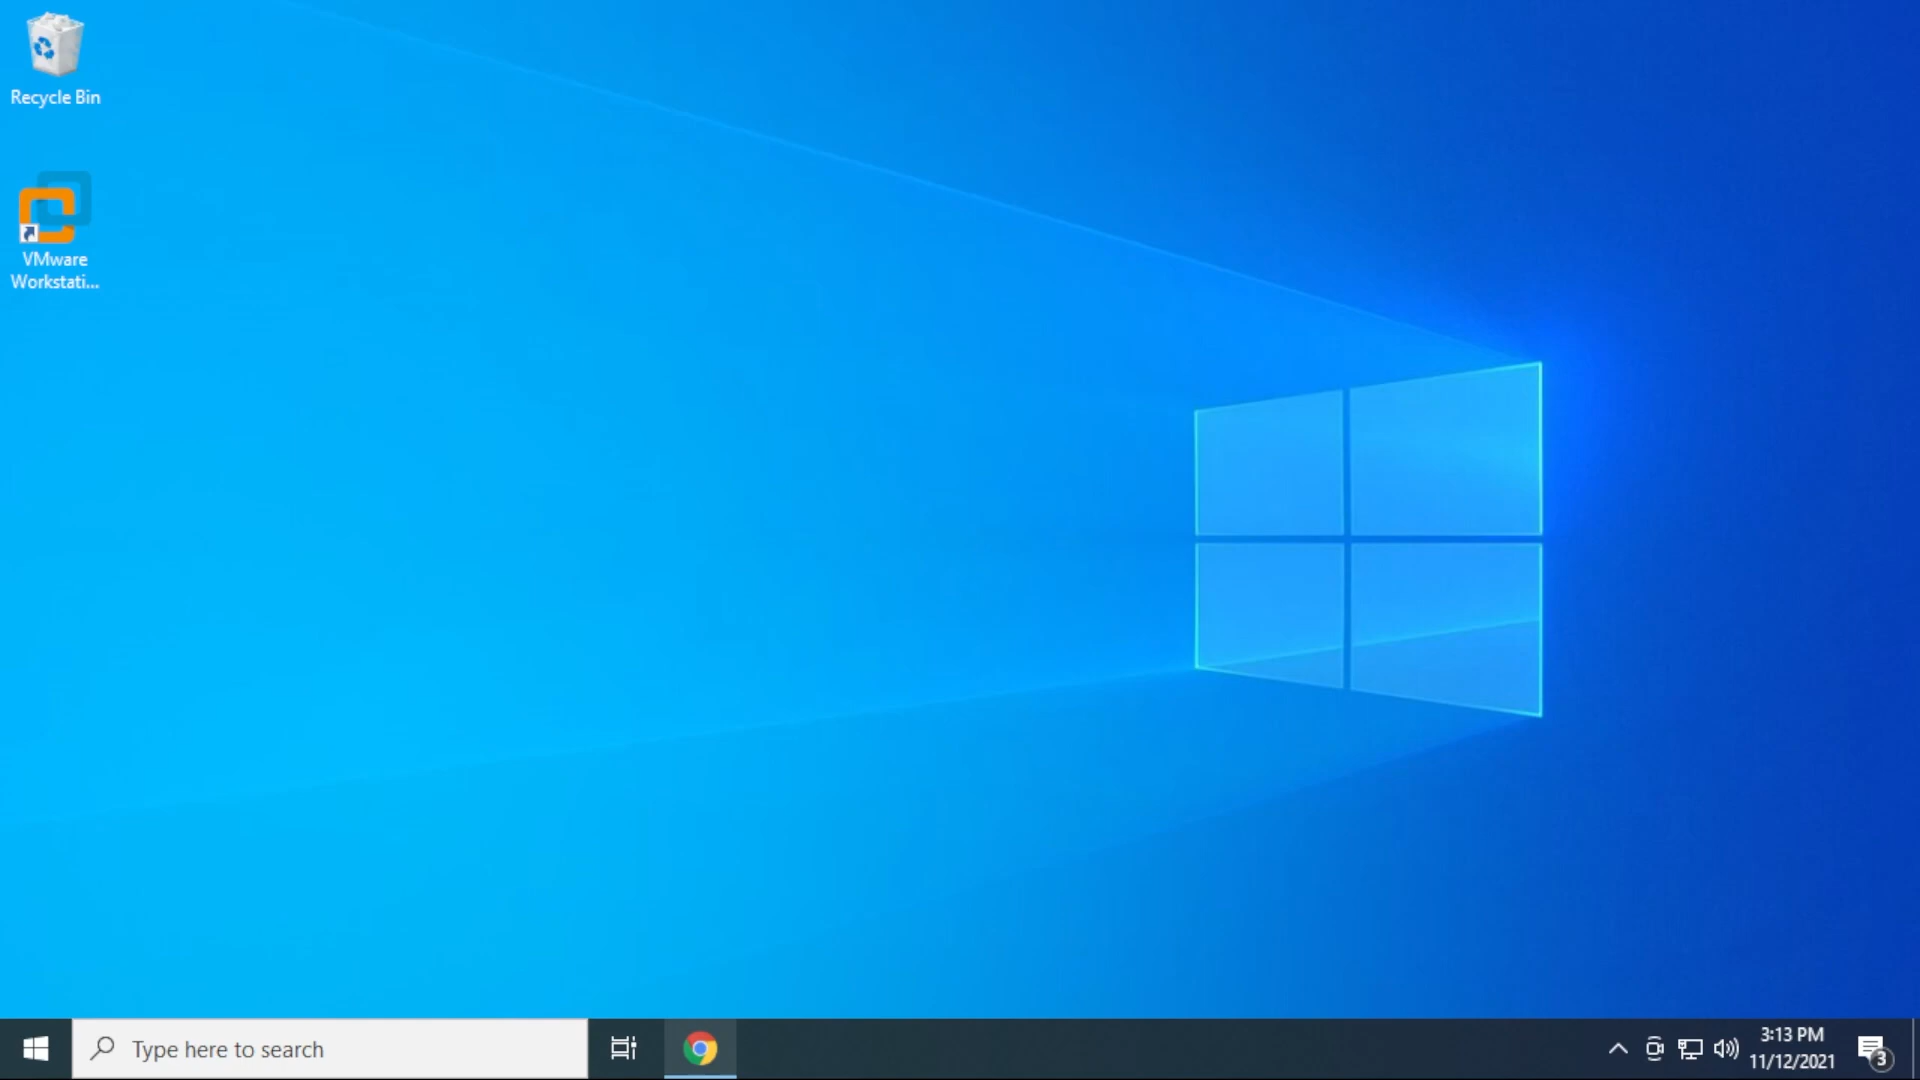 Recycle Bin
VMware
Workstati...
Type here to search
3:13 PM
11/12/2021
3